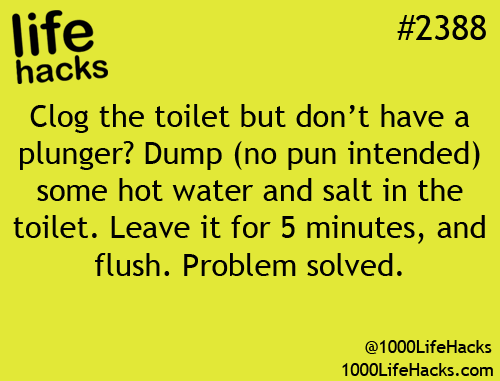 life
hacks
#2388
Clog the toilet but don't have a
plunger? Dump (no pun intended)
some hot water and salt in the
toilet. Leave it for 5 minutes, and
flush. Problem solved.
@1000LifeHacks
1000LifeHacks.com